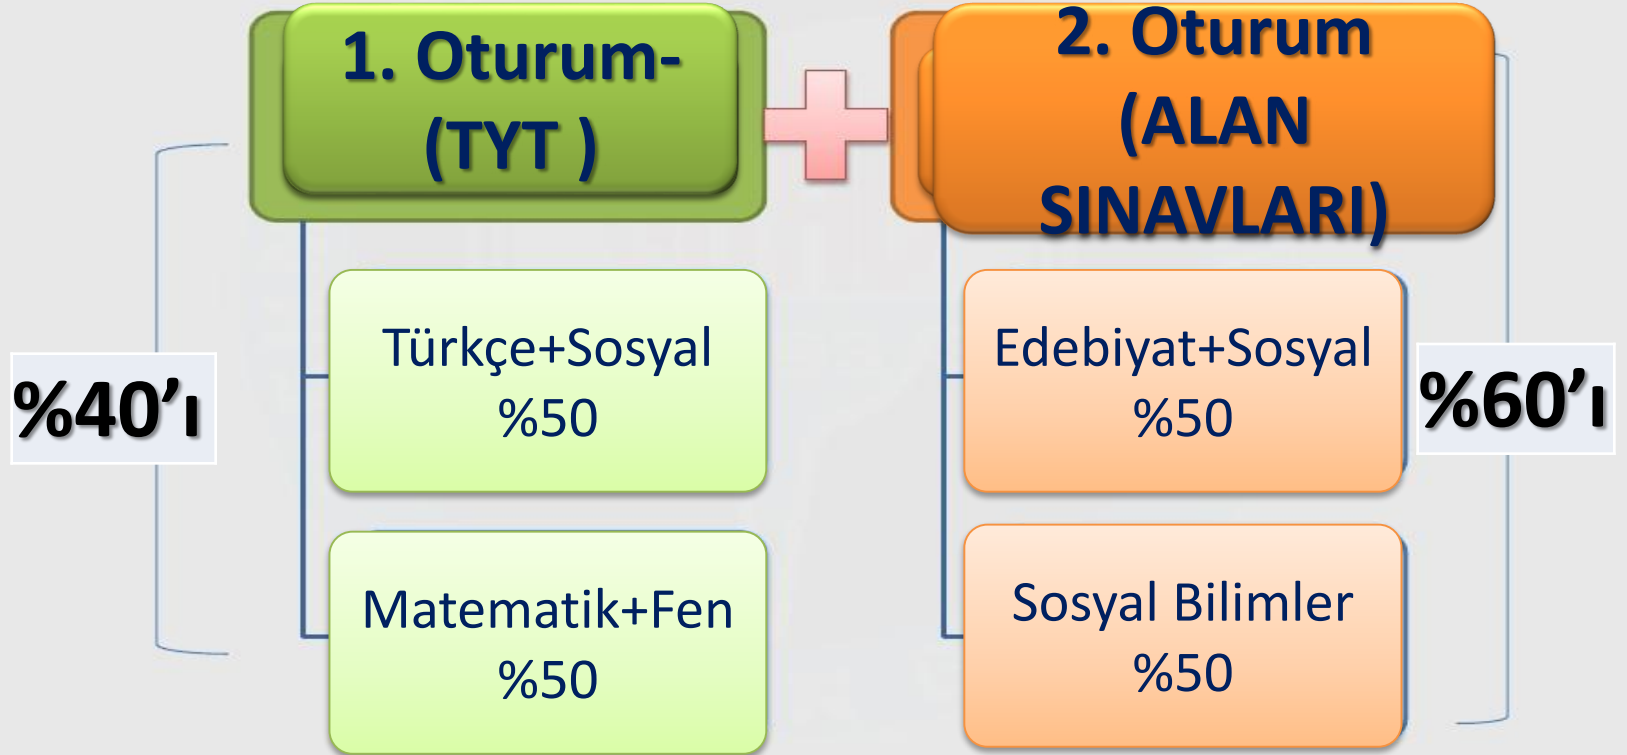 1. Oturum-
(TYT )
2. Oturum
(ALAN
SINAVLARI)
%40’ı
Türkçe+Sosyal
%50
Matematik+Fen
%50
Edebiyat+Sosyal
%50
Sosyal Bilimler
%50
%60’ı